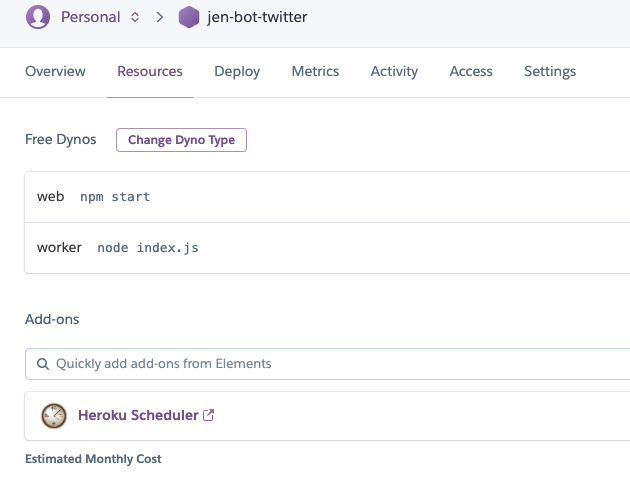 Personal > jen-bot-twitter
Overview Resources Deploy Metrics Activity Access Settings
Free Dynos Change Dyno Type
web npm start
worker node index.js
Add-ons
Quickly add add-ons from Elements
Heroku Scheduler
Estimated Monthly Cost